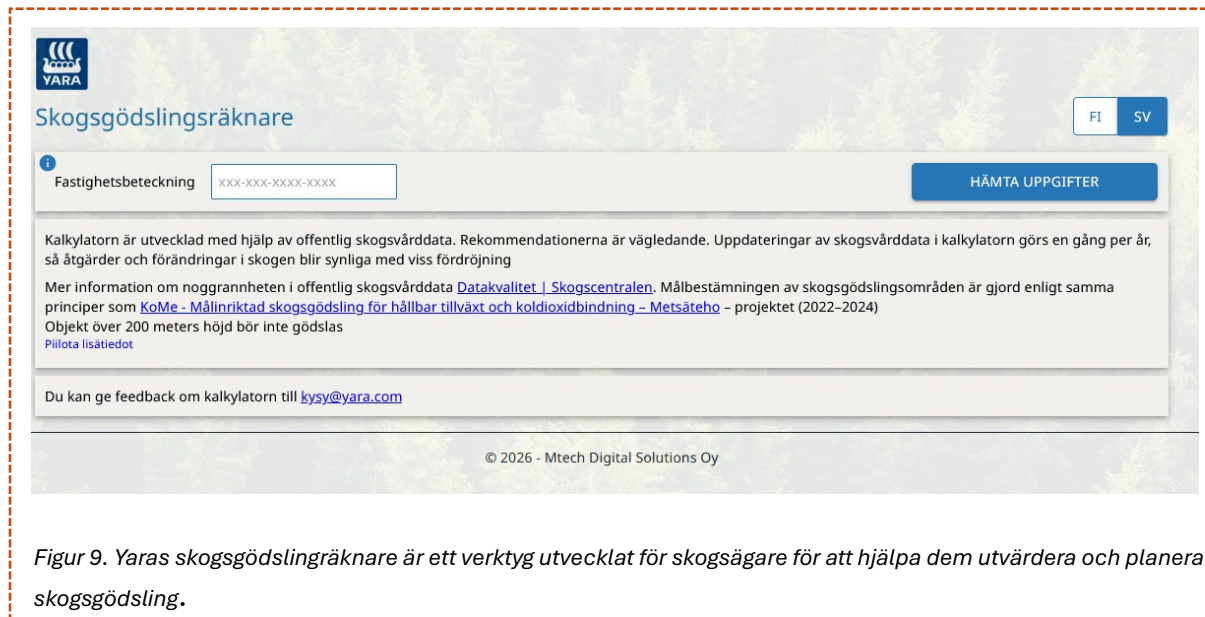 YARA
Skogsgödslingsräknare
FI SV
Fastighetsbeteckning xxx-xxx-xxxx-xxxx HÄMTA UPPGIFTER
Kalkylatorn är utvecklad med hjälp av offentlig skogsvårddata. Rekommendationerna är vägledande. Uppdateringar av skogsvårddata i kalkylatorn görs en gång per år,
så åtgärder och förändringar i skogen blir synliga med viss fördröjning
Mer information om noggrannheten i offentlig skogsvårddata Datakvalitet | Skogscentralen. Målbestämningen av skogsgödslingsområden är gjord enligt samma
principer som KoMe - Målinriktad skogsgödsling för hållbar tillväxt och koldioxidbindning – Metsäteho – projektet (2022–2024)
Objekt över 200 meters höjd bör inte gödslas
Piilota lisätiedot
Du kan ge feedback om kalkylatorn till kysy@yara.com
© 2026 - Mtech Digital Solutions Oy
Figur 9. Yaras skogsgödslingräknare är ett verktyg utvecklat för skogsägare för att hjälpa dem utvärdera och planera
skogsgödsling.